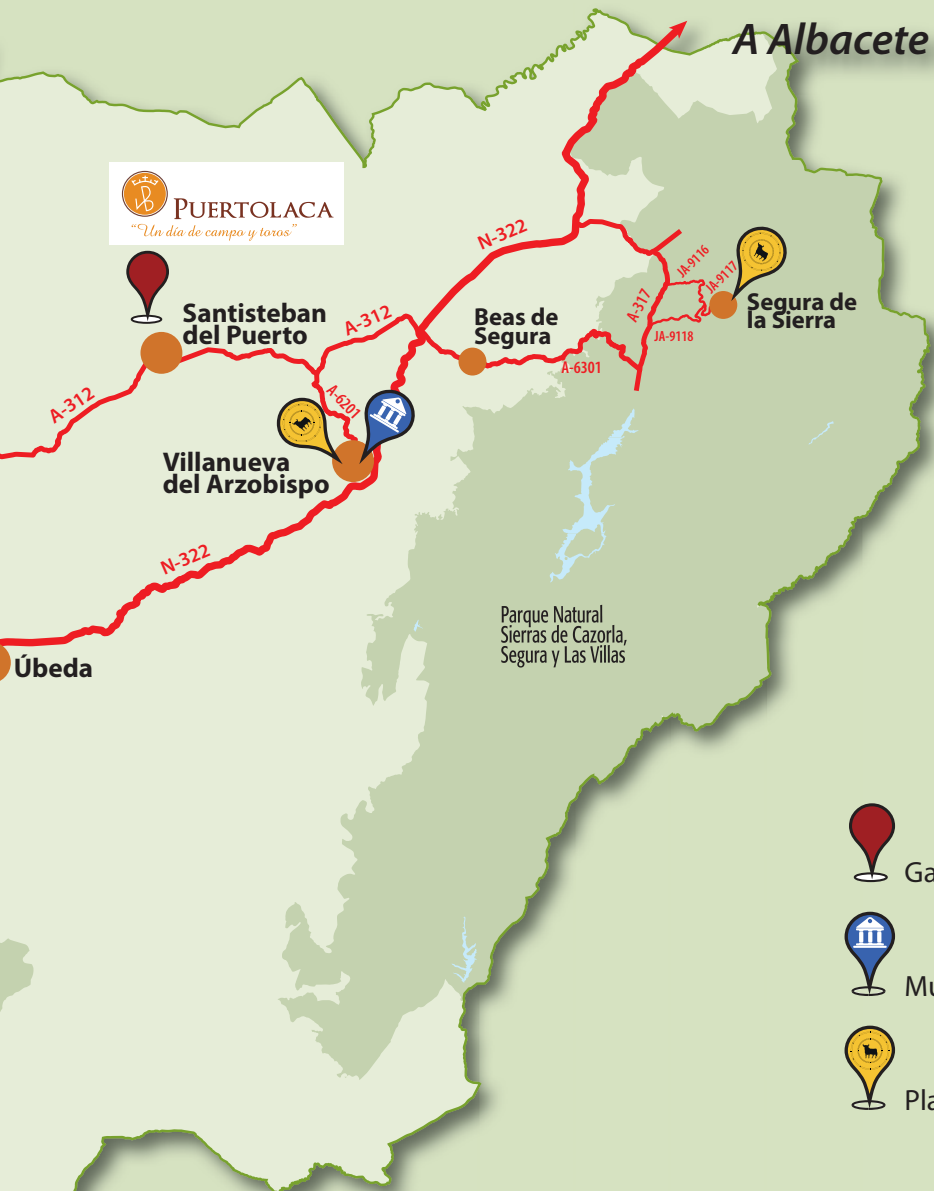 A Albacete
PUERTOLACA
“Un día de campo y toros”
N-322
JA-9116
JA-9117
Santisteban
del Puerto
A-312
Beas de
Segura
A-317
Segura de
la Sierra
JA-9118
A-6301
A-312
A-6201
Villanueva
del Arzobispo
N-322
Parque Natural
Sierras de Cazorla,
Segura y Las Villas
Úbeda
Ga
Mu
Pla